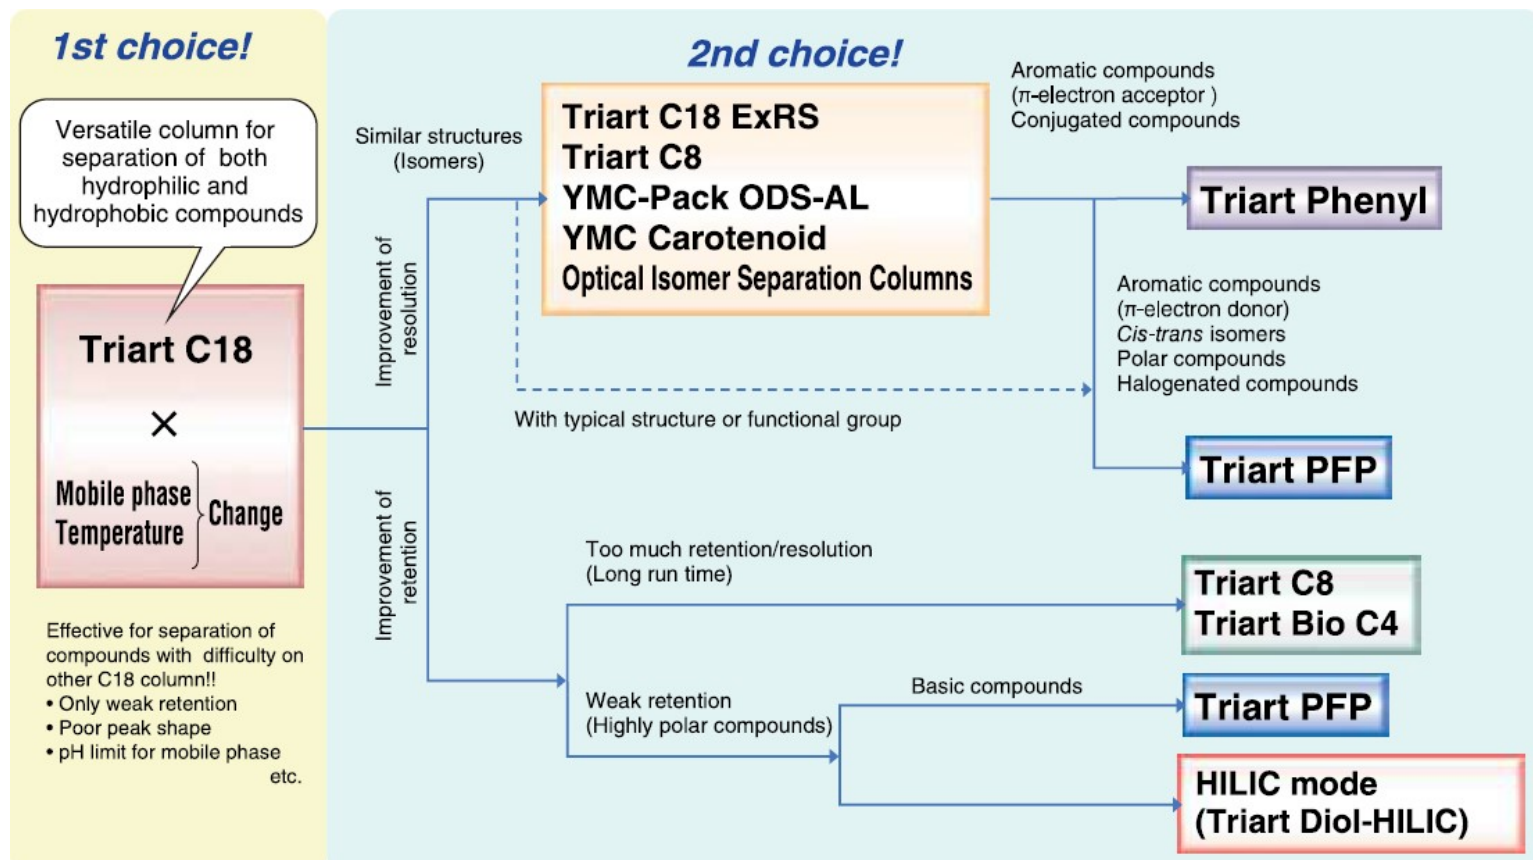 1st choice!
Versatile column for
separation of both
hydrophilic and
hydrophobic compounds
Triart C18
×
Mobile phase
Temperature
Change
Effective for separation of
compounds with difficulty on
other C18 column!!
• Only weak retention
• Poor peak shape
• pH limit for mobile phase
etc.
2nd choice!
Improvement of
resolution
Similar structures
(Isomers)
Triart C18 ExRS
Triart C8
YMC-Pack ODS-AL
YMC Carotenoid
Optical Isomer Separation Columns
With typical structure or functional group
Aromatic compounds
(π-electron acceptor )
Conjugated compounds
Triart Phenyl
Aromatic compounds
(π-electron donor)
Cis-trans isomers
Polar compounds
Halogenated compounds
Triart PFP
Improvement of
retention
Too much retention/resolution
(Long run time)
Triart C8
Triart Bio C4
Weak retention
(Highly polar compounds)
Basic compounds
Triart PFP
HILIC mode
(Triart Diol-HILIC)